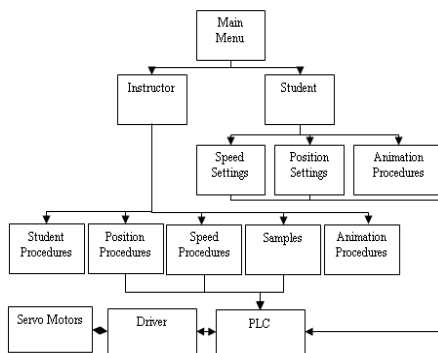 Main
Menu
Instructor
Student
Speed
Settings
Position
Settings
Animation
Procedures
Student
Procedures
Position
Procedures
Speed
Procedures
Samples
Animation
Procedures
Servo Motors
Driver
PLC